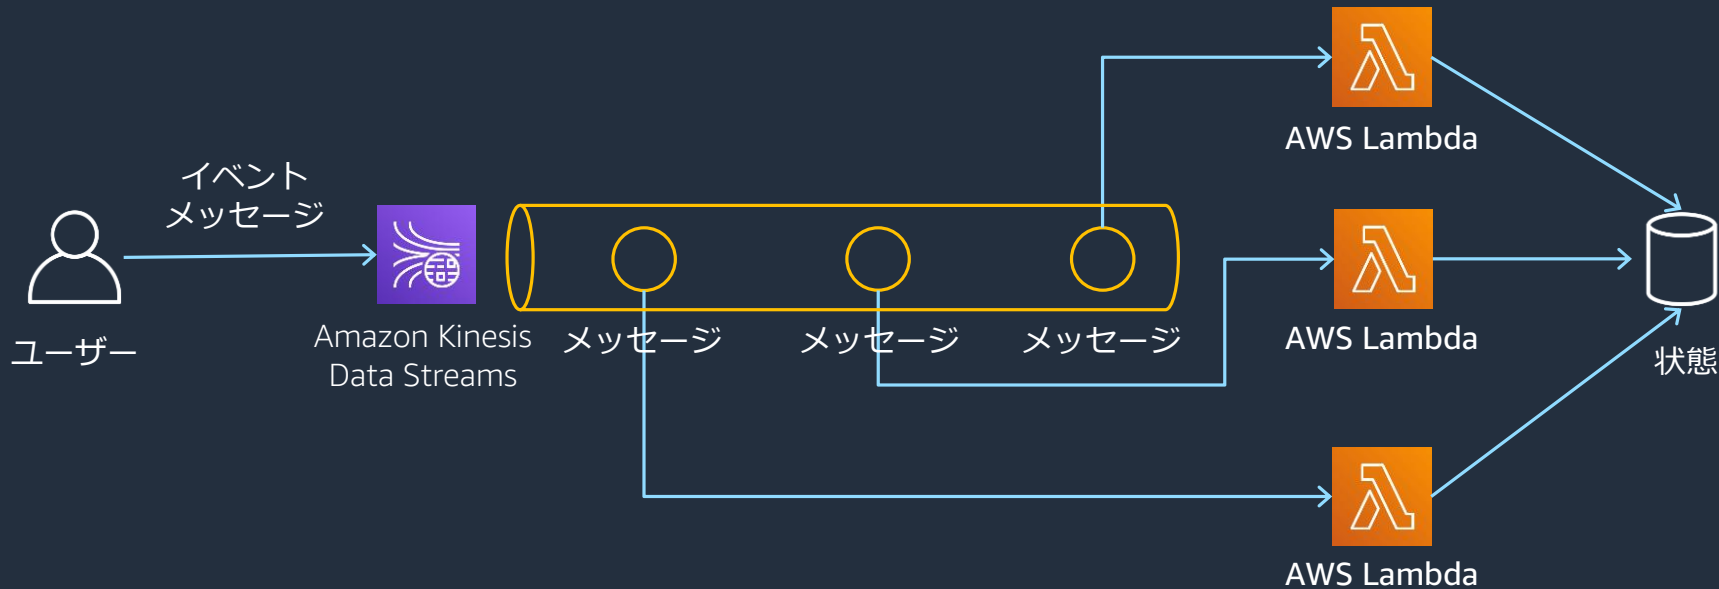 イベント
メッセージ
ユーザー
Amazon Kinesis
Data Streams
メッセージ
メッセージ
メッセージ
AWS Lambda
AWS Lambda
AWS Lambda
状態